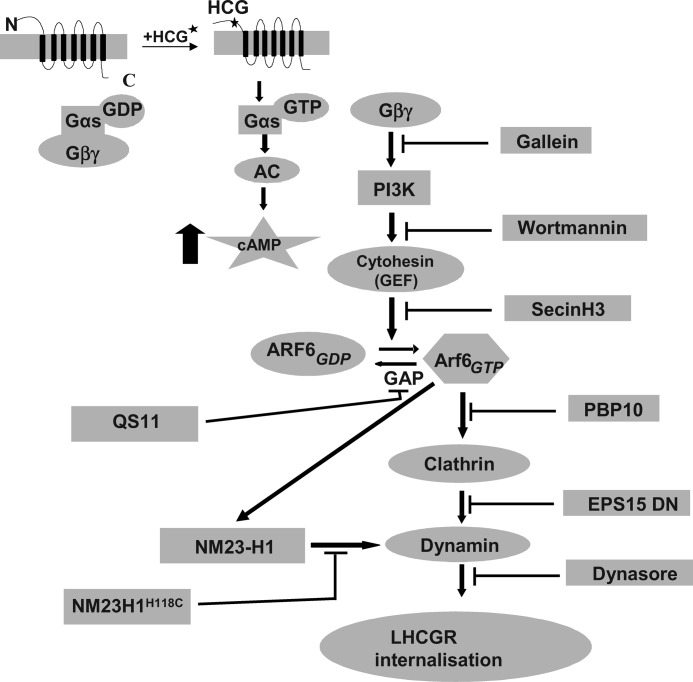 HCG
N
+HCG
C
GDP
Gαs
Gβγ
GTP
Gαs
AC
cAMP
Gβγ
Gallein
PI3K
Wortmannin
Cytohesin
(GEF)
SecinH3
ARF6GDP
Arf6GTP
GAP
QS11
PBP10
Clathrin
EPS15 DN
NM23-H1
Dynamin
Dynasore
NM23H1H118C
LHCGR
internalisation